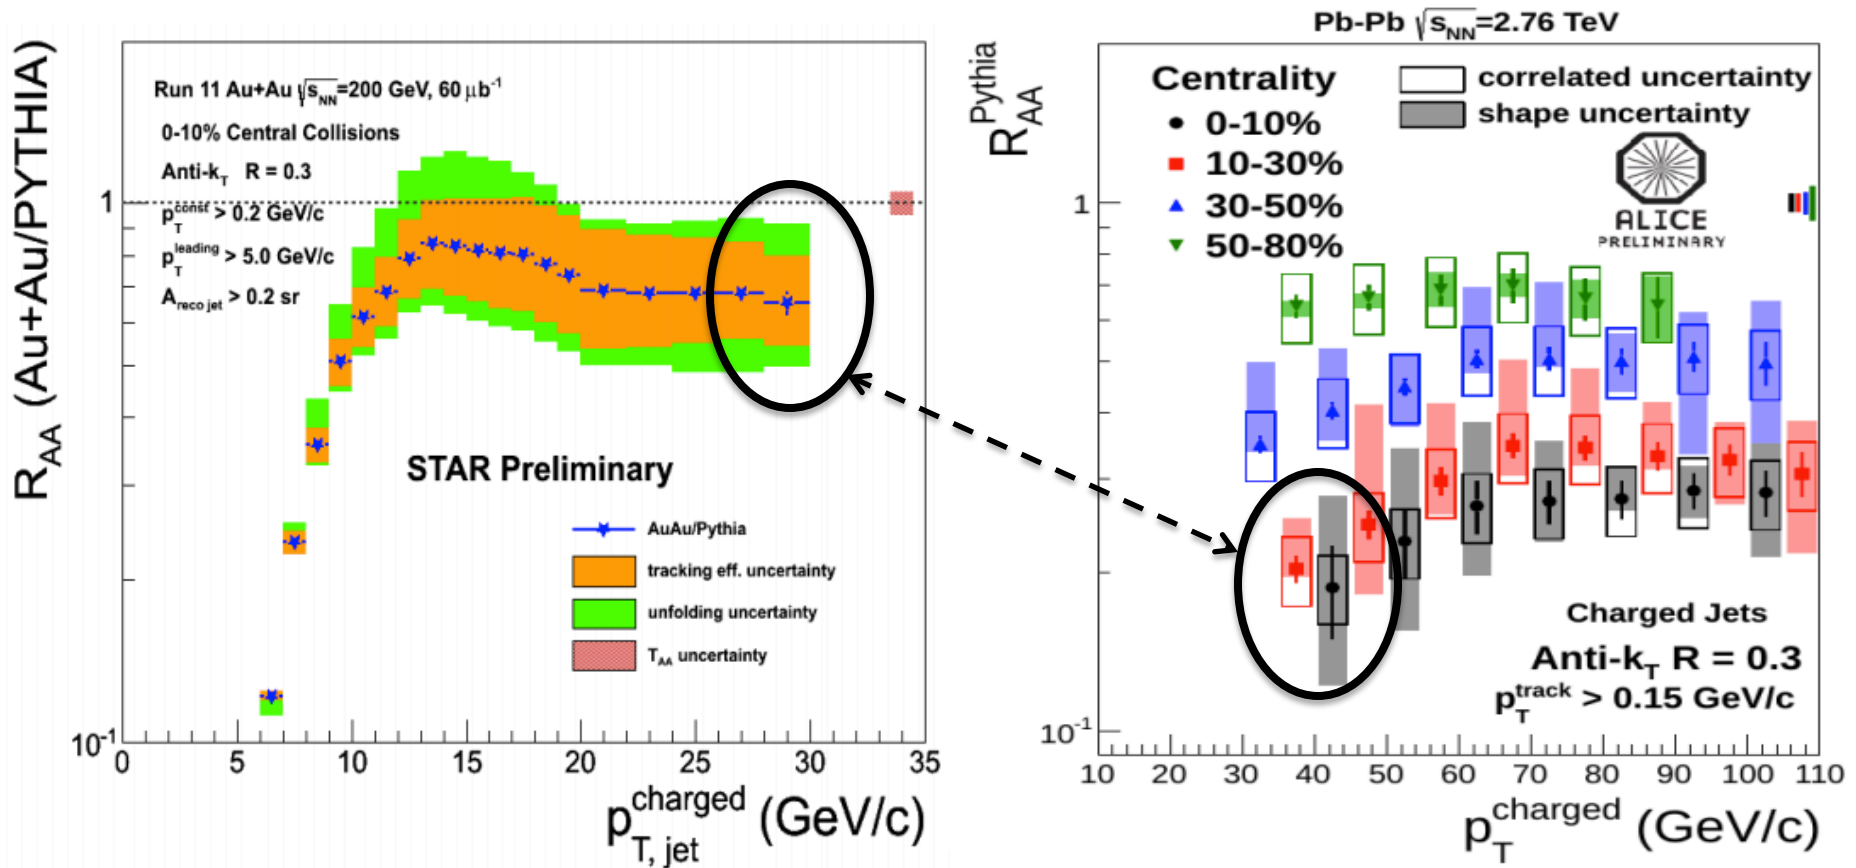 R_AA (Au+Au/PYTHIA)
Run 11 Au+Au √s_NN=200 GeV, 60 μb⁻¹
0-10% Central Collisions
Anti-k_T R = 0.3
p_T^const > 0.2 GeV/c
p_T^leading > 5.0 GeV/c
A_reco jet > 0.2 sr
STAR Preliminary
AuAu/Pythia
tracking eff. uncertainty
unfolding uncertainty
T_AA uncertainty
1
10⁻¹
0 5 10 15 20 25 30 35
p_T, jet^charged (GeV/c)
Pb-Pb √s_NN=2.76 TeV
R_AA^Pythia
Centrality
0-10%
10-30%
30-50%
50-80%
correlated uncertainty
shape uncertainty
ALICE
PRELIMINARY
Charged Jets
Anti-k_T R = 0.3
p_T^track > 0.15 GeV/c
1
10⁻¹
10 20 30 40 50 60 70 80 90 100 110
p_T^charged (GeV/c)